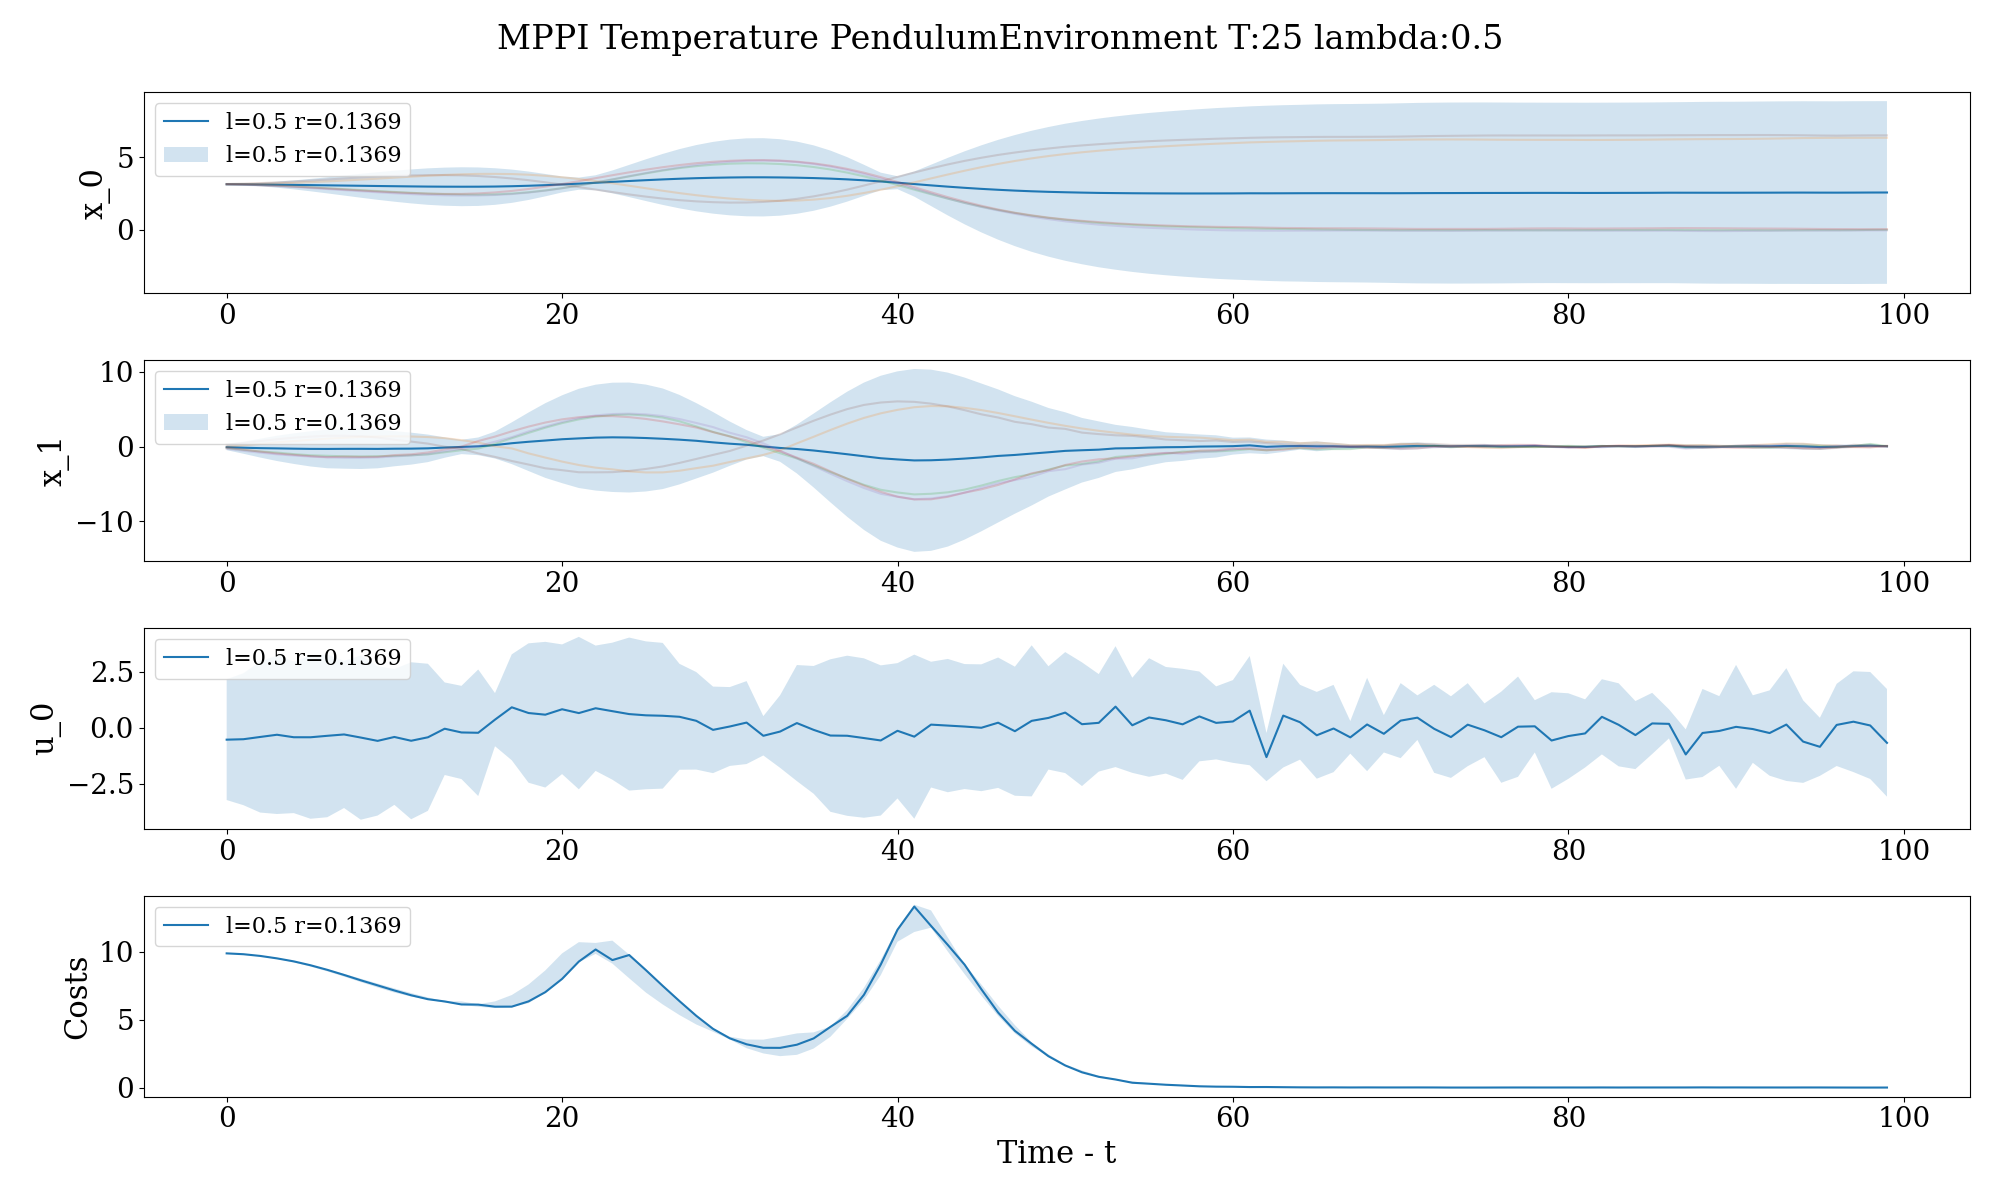 MPPI Temperature PendulumEnvironment T:25 lambda:0.5
l=0.5 r=0.1369
l=0.5 r=0.1369
x_0
5
0
0 20 40 60 80 100
l=0.5 r=0.1369
l=0.5 r=0.1369
x_1
10
0
−10
0 20 40 60 80 100
l=0.5 r=0.1369
u_0
2.5
0.0
−2.5
0 20 40 60 80 100
l=0.5 r=0.1369
Costs
10
5
0
0 20 40 60 80 100
Time - t